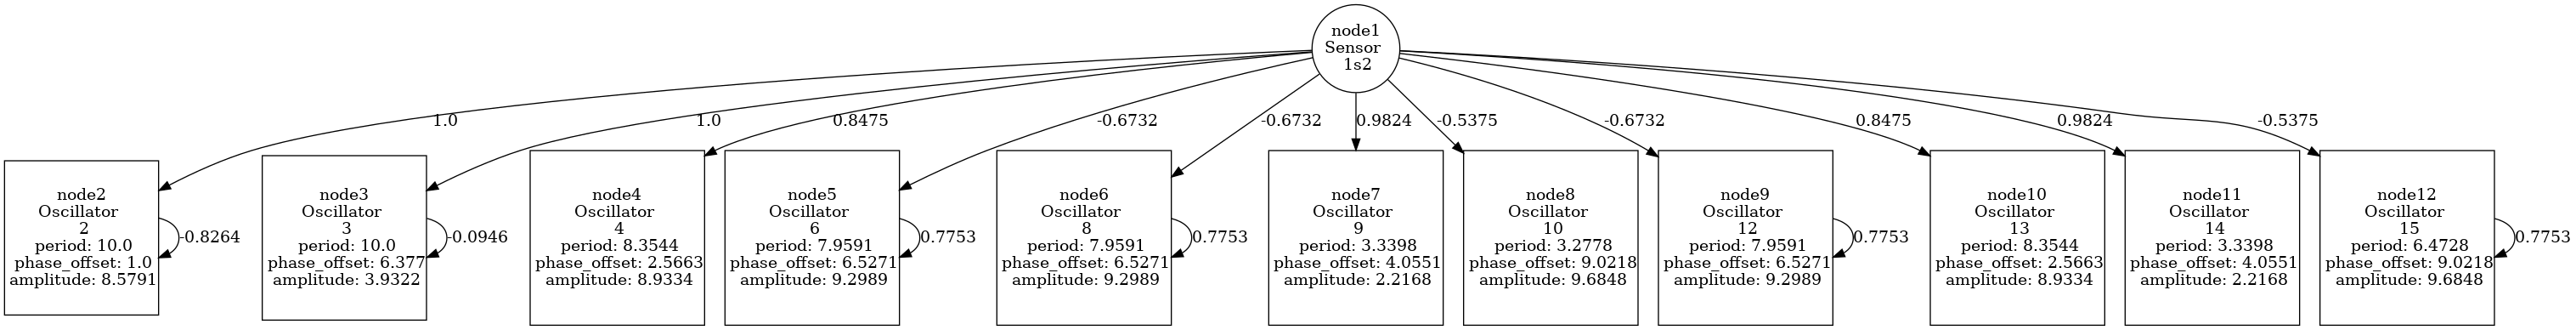 node1
Sensor
1s2
1.0
1.0
0.8475
-0.6732
-0.6732
0.9824
-0.5375
-0.6732
0.8475
0.9824
-0.5375
node2
Oscillator
2
period: 10.0
phase_offset: 1.0
amplitude: 8.5791
-0.8264
node3
Oscillator
3
period: 10.0
phase_offset: 6.377
amplitude: 3.9322
-0.0946
node4
Oscillator
4
period: 8.3544
phase_offset: 2.5663
amplitude: 8.9334
node5
Oscillator
6
period: 7.9591
phase_offset: 6.5271
amplitude: 9.2989
0.7753
node6
Oscillator
8
period: 7.9591
phase_offset: 6.5271
amplitude: 9.2989
0.7753
node7
Oscillator
9
period: 3.3398
phase_offset: 4.0551
amplitude: 2.2168
node8
Oscillator
10
period: 3.2778
phase_offset: 9.0218
amplitude: 9.6848
node9
Oscillator
12
period: 7.9591
phase_offset: 6.5271
amplitude: 9.2989
0.7753
node10
Oscillator
13
period: 8.3544
phase_offset: 2.5663
amplitude: 8.9334
node11
Oscillator
14
period: 3.3398
phase_offset: 4.0551
amplitude: 2.2168
node12
Oscillator
15
period: 6.4728
phase_offset: 9.0218
amplitude: 9.6848
0.7753